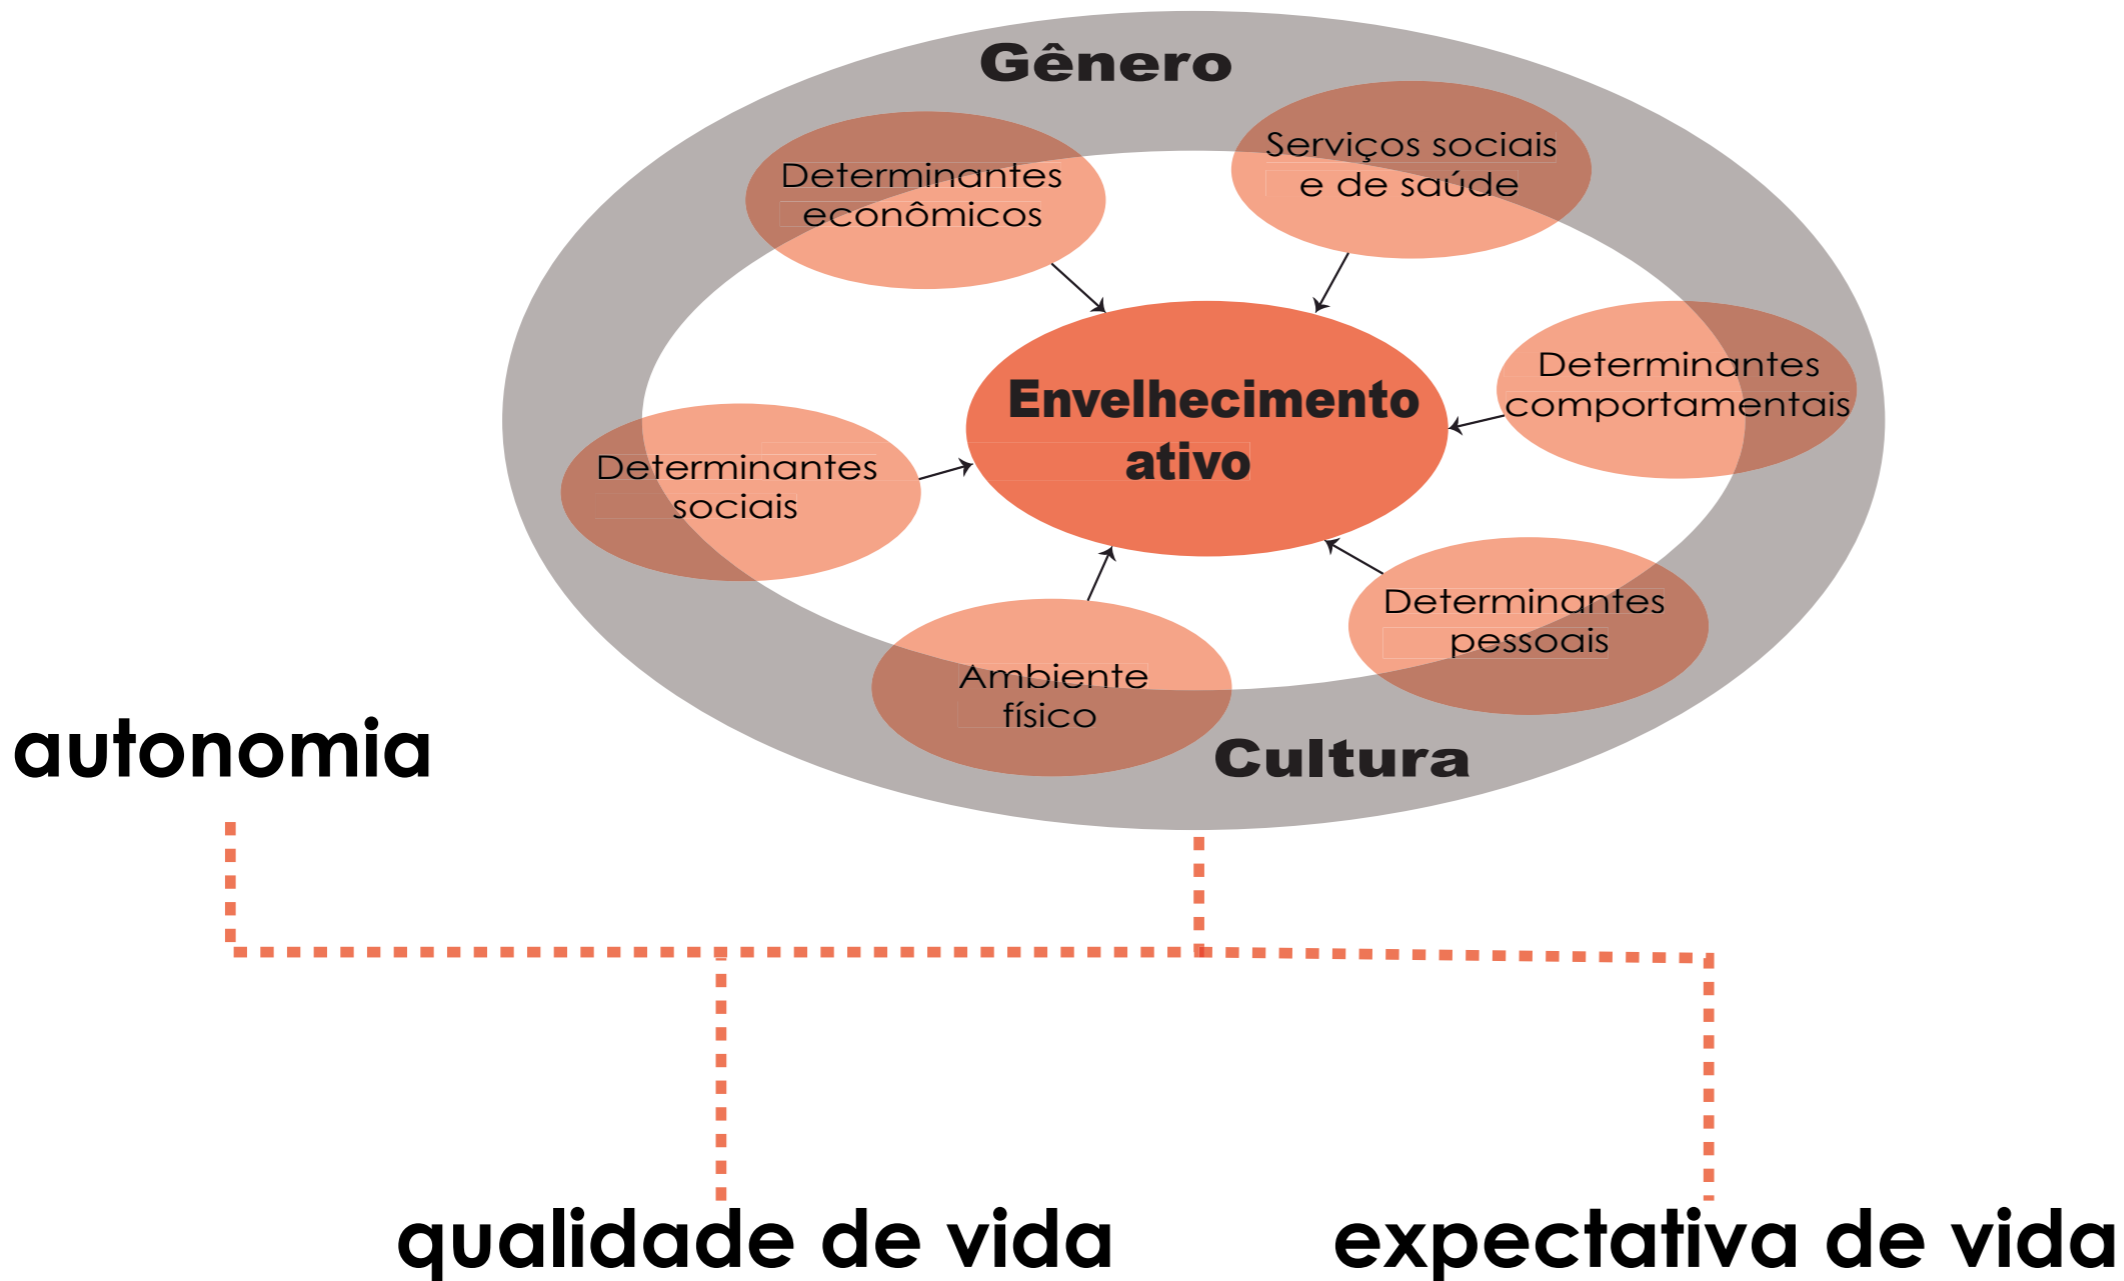 Gênero
Determinantes
econômicos
Serviços sociais
e de saúde
Determinantes
comportamentais
Envelhecimento
ativo
Determinantes
sociais
Determinantes
pessoais
Ambiente
físico
Cultura
autonomia
qualidade de vida
expectativa de vida